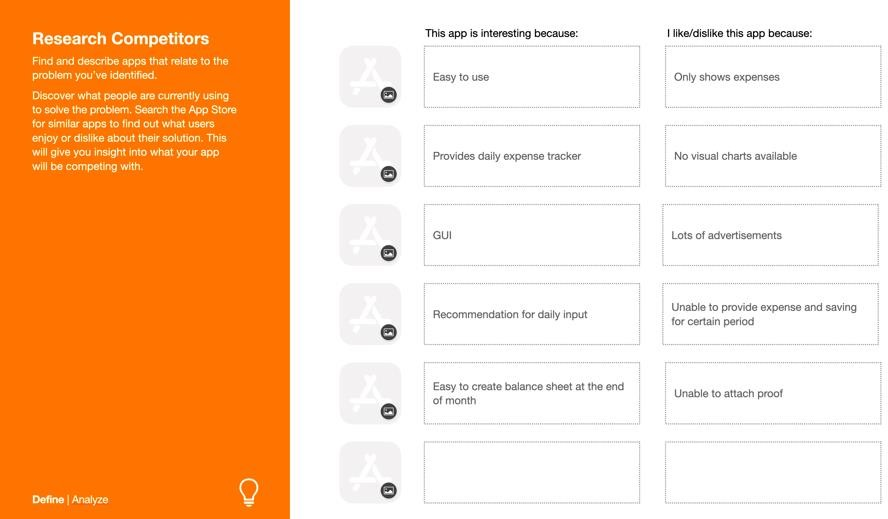 Research Competitors
Find and describe apps that relate to the
problem you've identified.
Discover what people are currently using
to solve the problem. Search the App Store
for similar apps to find out what users
enjoy or dislike about their solution. This
will give you insight into what your app
will be competing with.
Define | Analyze
This app is interesting because:
I like/dislike this app because:
Easy to use
Only shows expenses
Provides daily expense tracker
No visual charts available
GUI
Lots of advertisements
Recommendation for daily input
Unable to provide expense and saving
for certain period
Easy to create balance sheet at the end
of month
Unable to attach proof